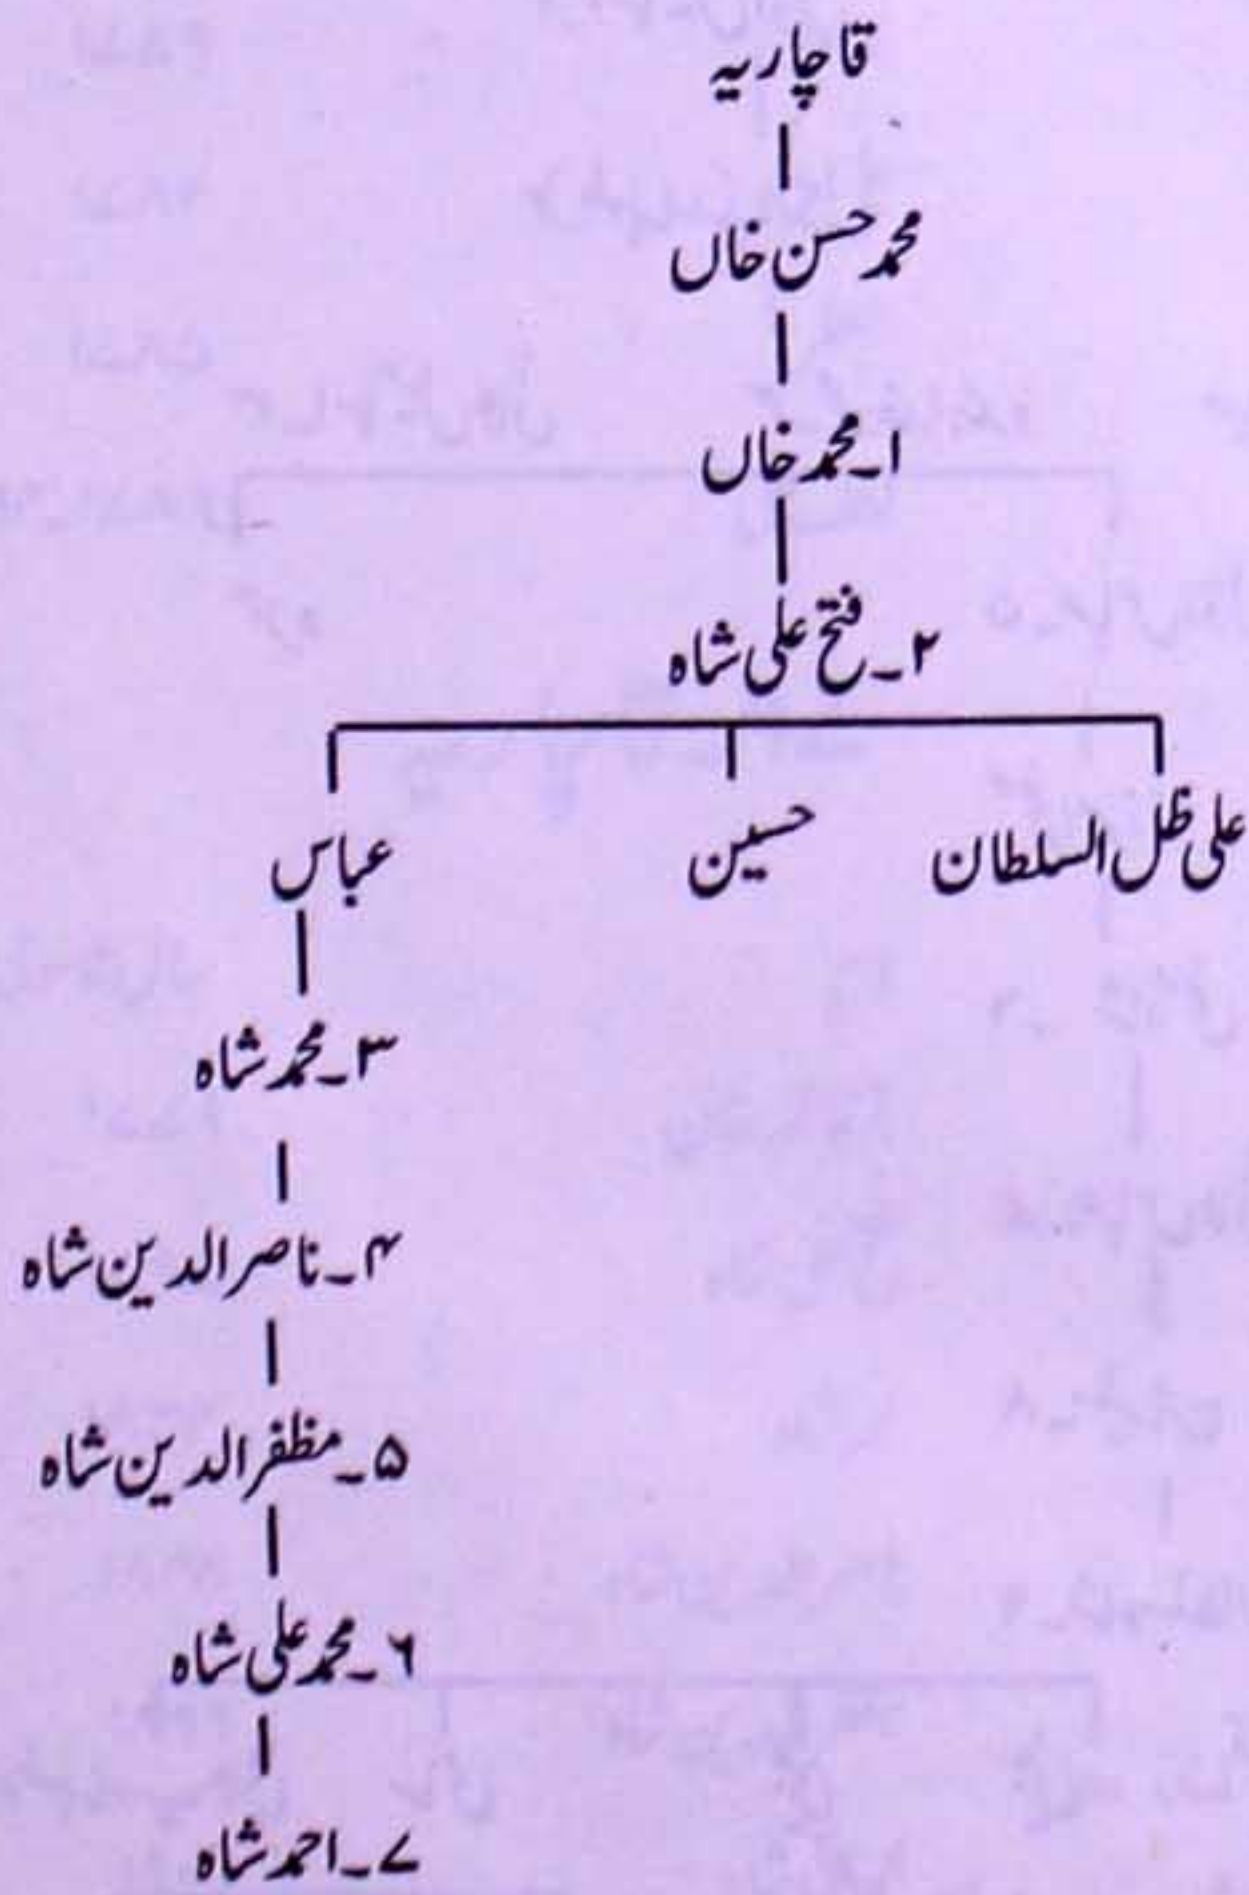 قاچاریہ
محمد حسن خاں
۱۔ محمد خاں
۲۔ فتح علی شاہ
علی ظل السلطان
حسین
عباس
۳۔ محمد شاہ
۴۔ ناصر الدین شاہ
۵۔ مظفر الدین شاہ
۶۔ محمد علی شاہ
۷۔ احمد شاہ